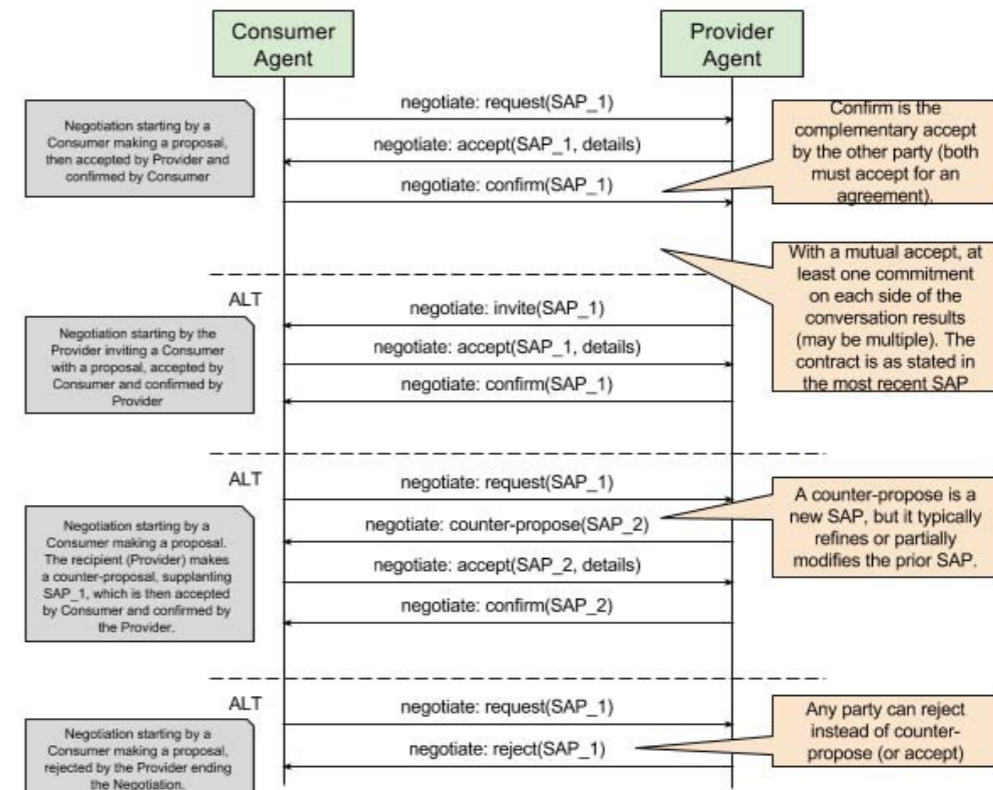 Consumer
Agent
Provider
Agent
negotiate: request(SAP_1)
negotiate: accept(SAP_1, details)
negotiate: confirm(SAP_1)
Negotiation starting by a
Consumer making a proposal,
then accepted by Provider and
confirmed by Consumer
Confirm is the
complementary accept
by the other party (both
must accept for an
agreement).
With a mutual accept, at
least one commitment
on each side of the
conversation results
(may be multiple). The
contract is as stated in
the most recent SAP
ALT
negotiate: invite(SAP_1)
negotiate: accept(SAP_1, details)
negotiate: confirm(SAP_1)
Negotiation starting by the
Provider inviting a Consumer
with a proposal, accepted by
Consumer and confirmed by
Provider
ALT
negotiate: request(SAP_1)
negotiate: counter-propose(SAP_2)
negotiate: accept(SAP_2, details)
negotiate: confirm(SAP_2)
Negotiation starting by a
Consumer making a proposal.
The recipient (Provider) makes
a counter-proposal, supplanting
SAP_1, which is then accepted
by Consumer and confirmed by
the Provider.
A counter-propose is a
new SAP, but it typically
refines or partially
modifies the prior SAP.
ALT
negotiate: request(SAP_1)
negotiate: reject(SAP_1)
Negotiation starting by a
Consumer making a proposal,
rejected by the Provider ending
the Negotiation.
Any party can reject
instead of counter-
propose (or accept)